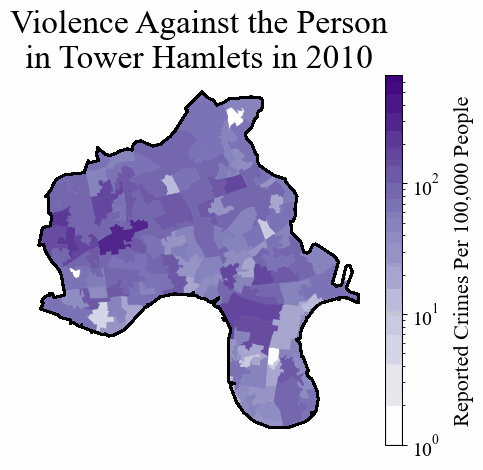 Violence Against the Person
in Tower Hamlets in 2010
10²
10¹
10⁰
Reported Crimes Per 100,000 People